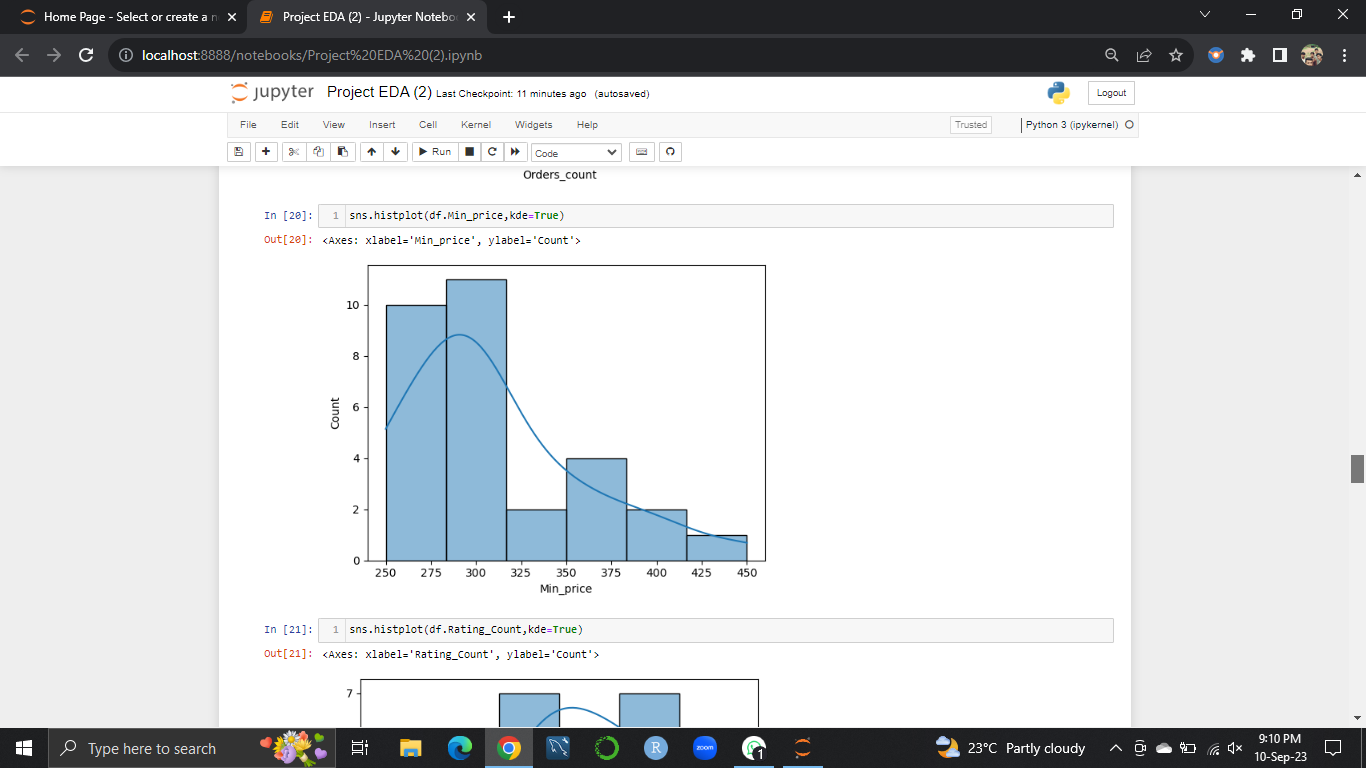 Home Page - Select or create a n
Project EDA (2) - Jupyter Notebo
localhost:8888/notebooks/Project%20EDA%20(2).ipynb
jupyter Project EDA (2) Last Checkpoint: 11 minutes ago (autosaved)
Logout
File Edit View Insert Cell Kernel Widgets Help
Trusted Python 3 (ipykernel)
Run Code
Orders_count
In [20]: 1 sns.histplot(df.Min_price,kde=True)
Out[20]: <Axes: xlabel='Min_price', ylabel='Count'>
10
8
6
4
2
0
Count
250 275 300 325 350 375 400 425 450
Min_price
In [21]: 1 sns.histplot(df.Rating_Count,kde=True)
Out[21]: <Axes: xlabel='Rating_Count', ylabel='Count'>
7
Type here to search
R
zoom
1
23°C Partly cloudy
9:10 PM
10-Sep-23